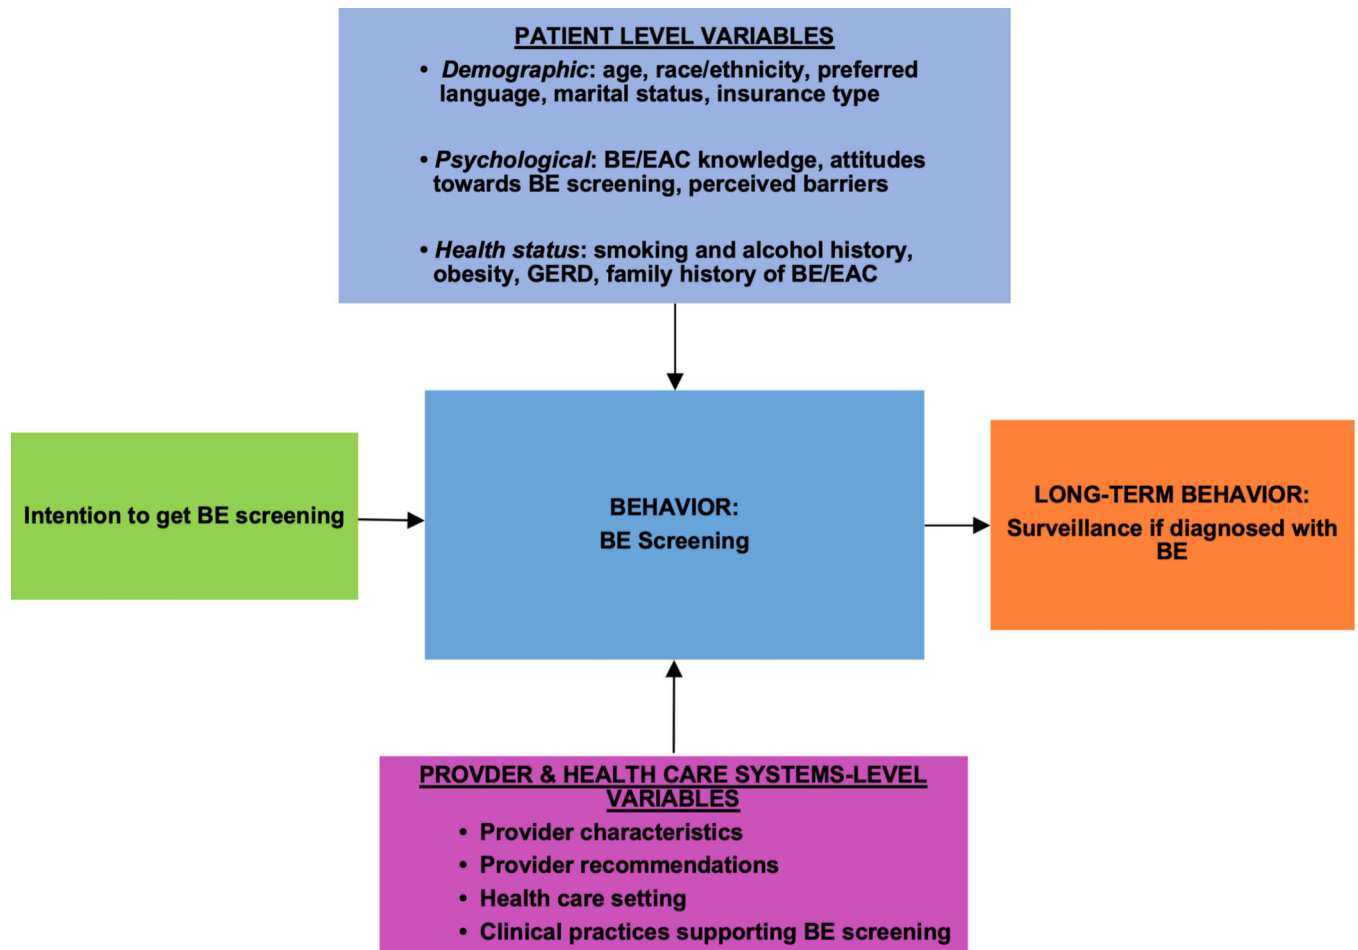 PATIENT LEVEL VARIABLES
• Demographic: age, race/ethnicity, preferred
language, marital status, insurance type
• Psychological: BE/EAC knowledge, attitudes
towards BE screening, perceived barriers
• Health status: smoking and alcohol history,
obesity, GERD, family history of BE/EAC
Intention to get BE screening
BEHAVIOR:
BE Screening
LONG-TERM BEHAVIOR:
Surveillance if diagnosed with
BE
PROVDER & HEALTH CARE SYSTEMS-LEVEL
VARIABLES
• Provider characteristics
• Provider recommendations
• Health care setting
• Clinical practices supporting BE screening